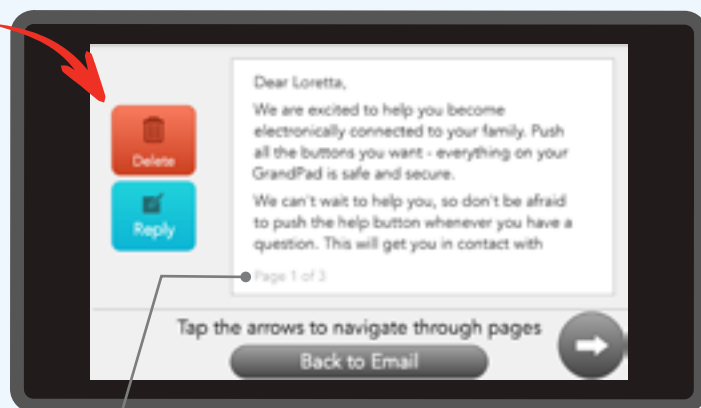 Dear Loretta,
We are excited to help you become
electronically connected to your family. Push
all the buttons you want - everything on your
GrandPad is safe and secure.
We can't wait to help you, so don't be afraid
to push the help button whenever you have a
question. This will get you in contact with
Page 1 of 3
Delete
Reply
Tap the arrows to navigate through pages
Back to Email